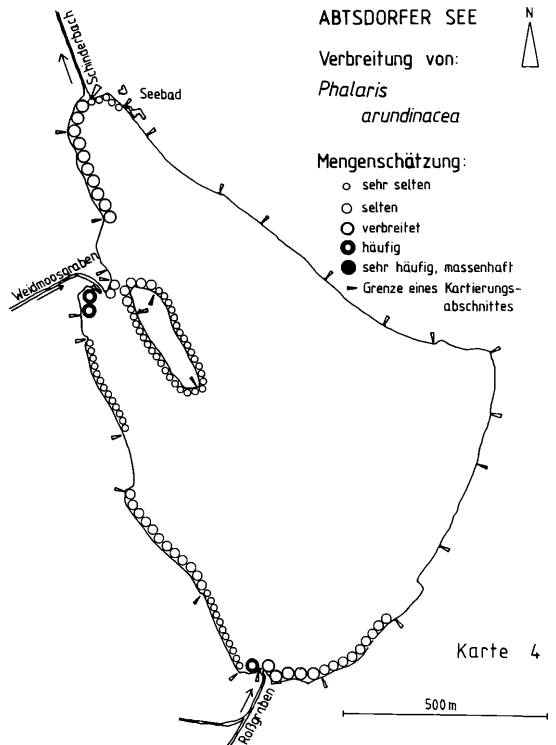 ABTSDORFER SEE
N
Verbreitung von:
Phalaris
arundinacea
Mengenschätzung:
sehr selten
selten
verbreitet
häufig
sehr häufig, massenhaft
Grenze eines Kartierungs-
abschnittes
Schinderbach
Seebad
Weidmoosgraben
Roßgraben
Karte 4
500m